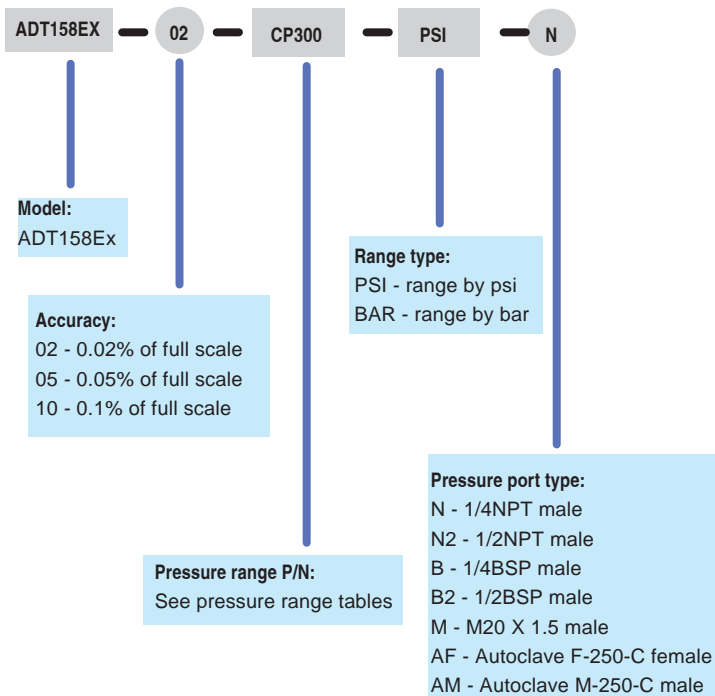 ADT158EX
02
CP300
PSI
N
Model:
ADT158Ex
Range type:
PSI - range by psi
BAR - range by bar
Accuracy:
02 - 0.02% of full scale
05 - 0.05% of full scale
10 - 0.1% of full scale
Pressure port type:
N - 1/4NPT male
N2 - 1/2NPT male
B - 1/4BSP male
B2 - 1/2BSP male
M - M20 X 1.5 male
AF - Autoclave F-250-C female
AM - Autoclave M-250-C male
Pressure range P/N:
See pressure range tables